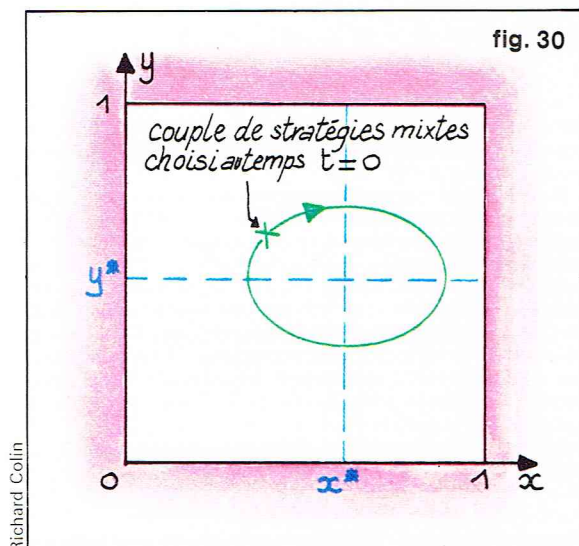 fig. 30
y
1
couple de stratégies mixtes
choisi au temps t=0
y*
0
x*
1
x
Richard Colin